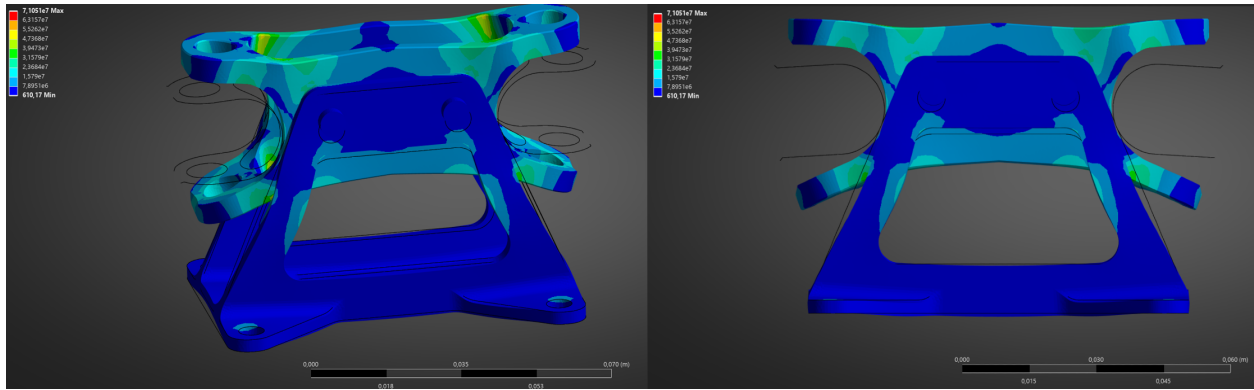 7,1051e7 Max
6,3157e7
5,5262e7
4,7368e7
3,9473e7
3,1579e7
2,3684e7
1,579e7
7,8951e6
610,17 Min
0,000
0,035
0,070 (m)
0,018
0,053
7,1051e7 Max
6,3157e7
5,5262e7
4,7368e7
3,9473e7
3,1579e7
2,3684e7
1,579e7
7,8951e6
610,17 Min
0,000
0,030
0,060 (m)
0,015
0,045